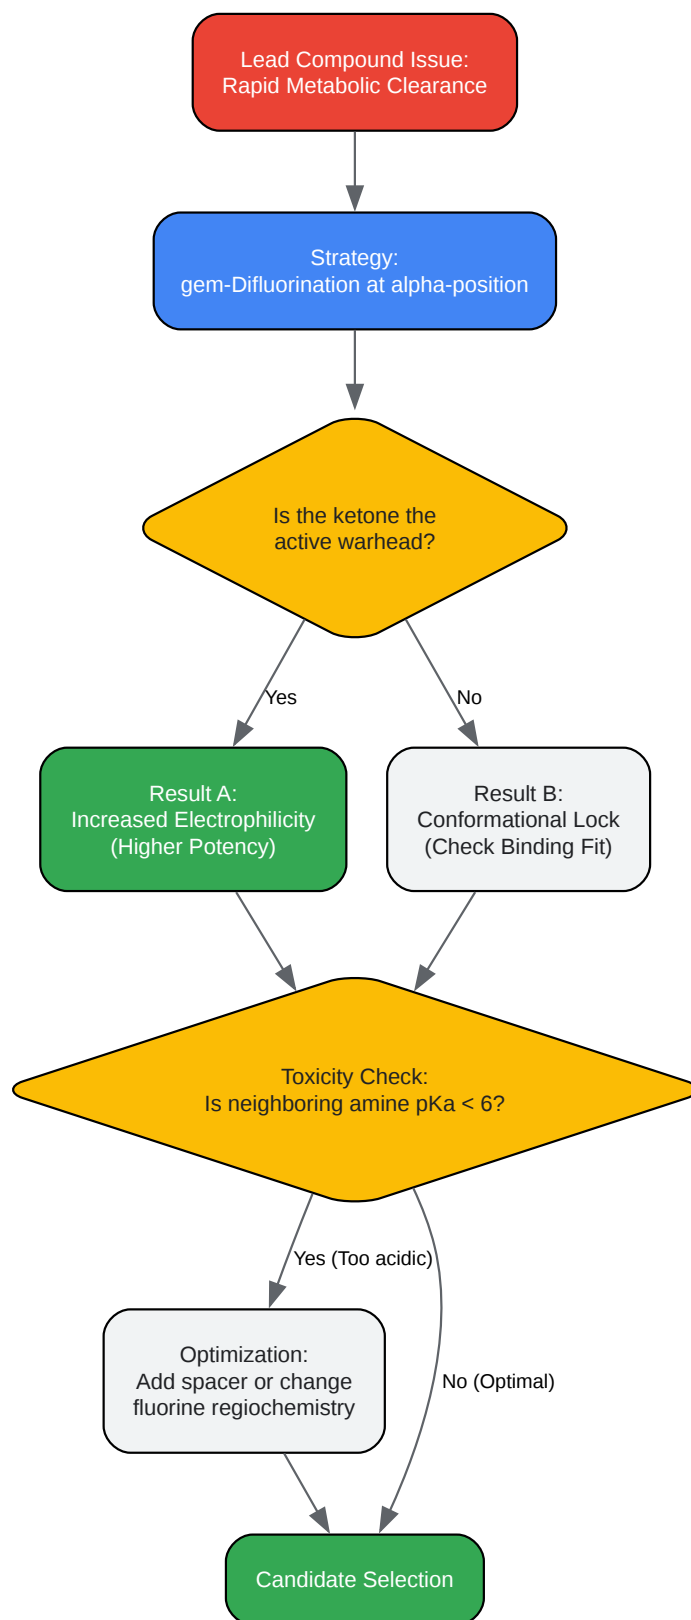 Lead Compound Issue:
Rapid Metabolic Clearance
Strategy:
gem-Difluorination at alpha-position
Is the ketone the
active warhead?
Yes
No
Result A:
Increased Electrophilicity
(Higher Potency)
Result B:
Conformational Lock
(Check Binding Fit)
Toxicity Check:
Is neighboring amine pKa < 6?
Yes (Too acidic)
Optimization:
Add spacer or change
fluorine regiochemistry
No (Optimal)
Candidate Selection